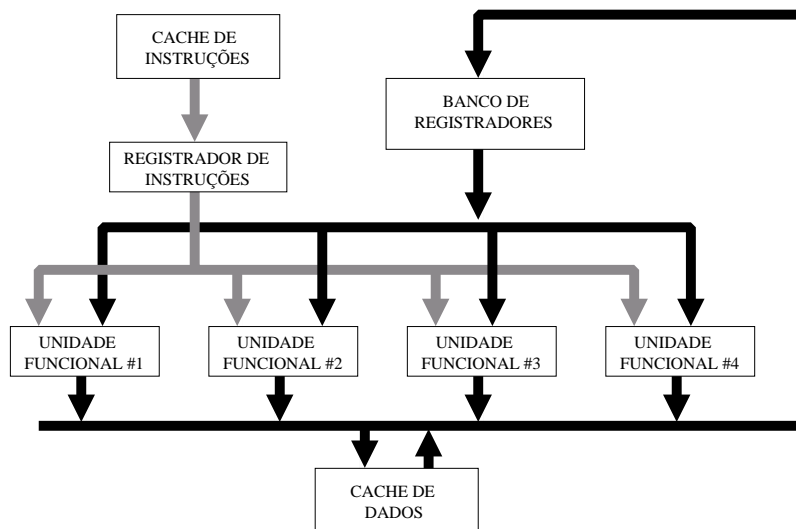 CACHE DE
INSTRUÇÕES
BANCO DE
REGISTRADORES
REGISTRADOR DE
INSTRUÇÕES
UNIDADE
FUNCIONAL #1
UNIDADE
FUNCIONAL #2
UNIDADE
FUNCIONAL #3
UNIDADE
FUNCIONAL #4
CACHE DE
DADOS